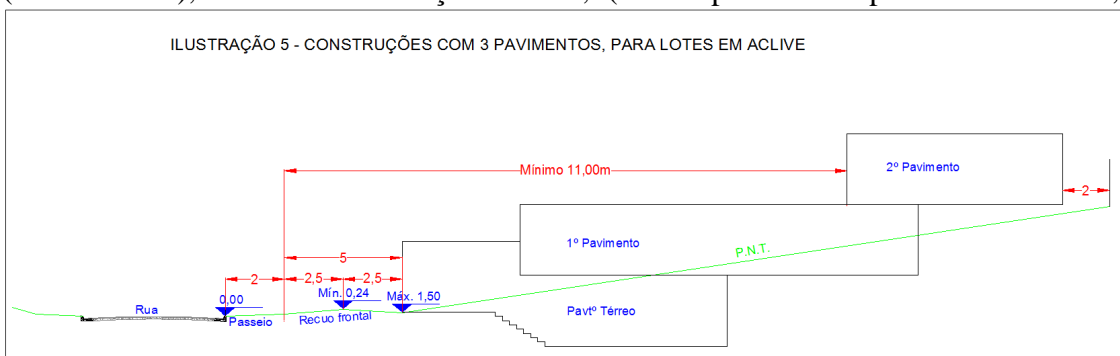 ILUSTRAÇÃO 5 - CONSTRUÇÕES COM 3 PAVIMENTOS, PARA LOTES EM ACLIVE
Mínimo 11,00m
2º Pavimento
2
1º Pavimento
P.N.T.
5
2
2,5
2,5
0,00
Mín. 0,24
Máx. 1,50
Rua
Passeio
Recuo frontal
Pavtº Térreo